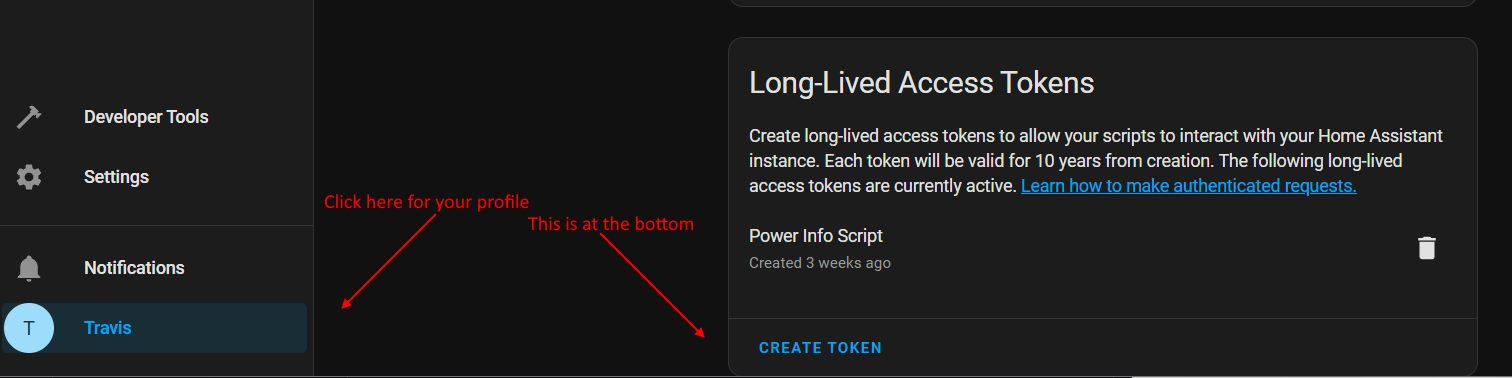 Developer Tools
Settings
Notifications
T
Travis
Click here for your profile
This is at the bottom
Long-Lived Access Tokens
Create long-lived access tokens to allow your scripts to interact with your Home Assistant
instance. Each token will be valid for 10 years from creation. The following long-lived
access tokens are currently active. Learn how to make authenticated requests.
Power Info Script
Created 3 weeks ago
CREATE TOKEN